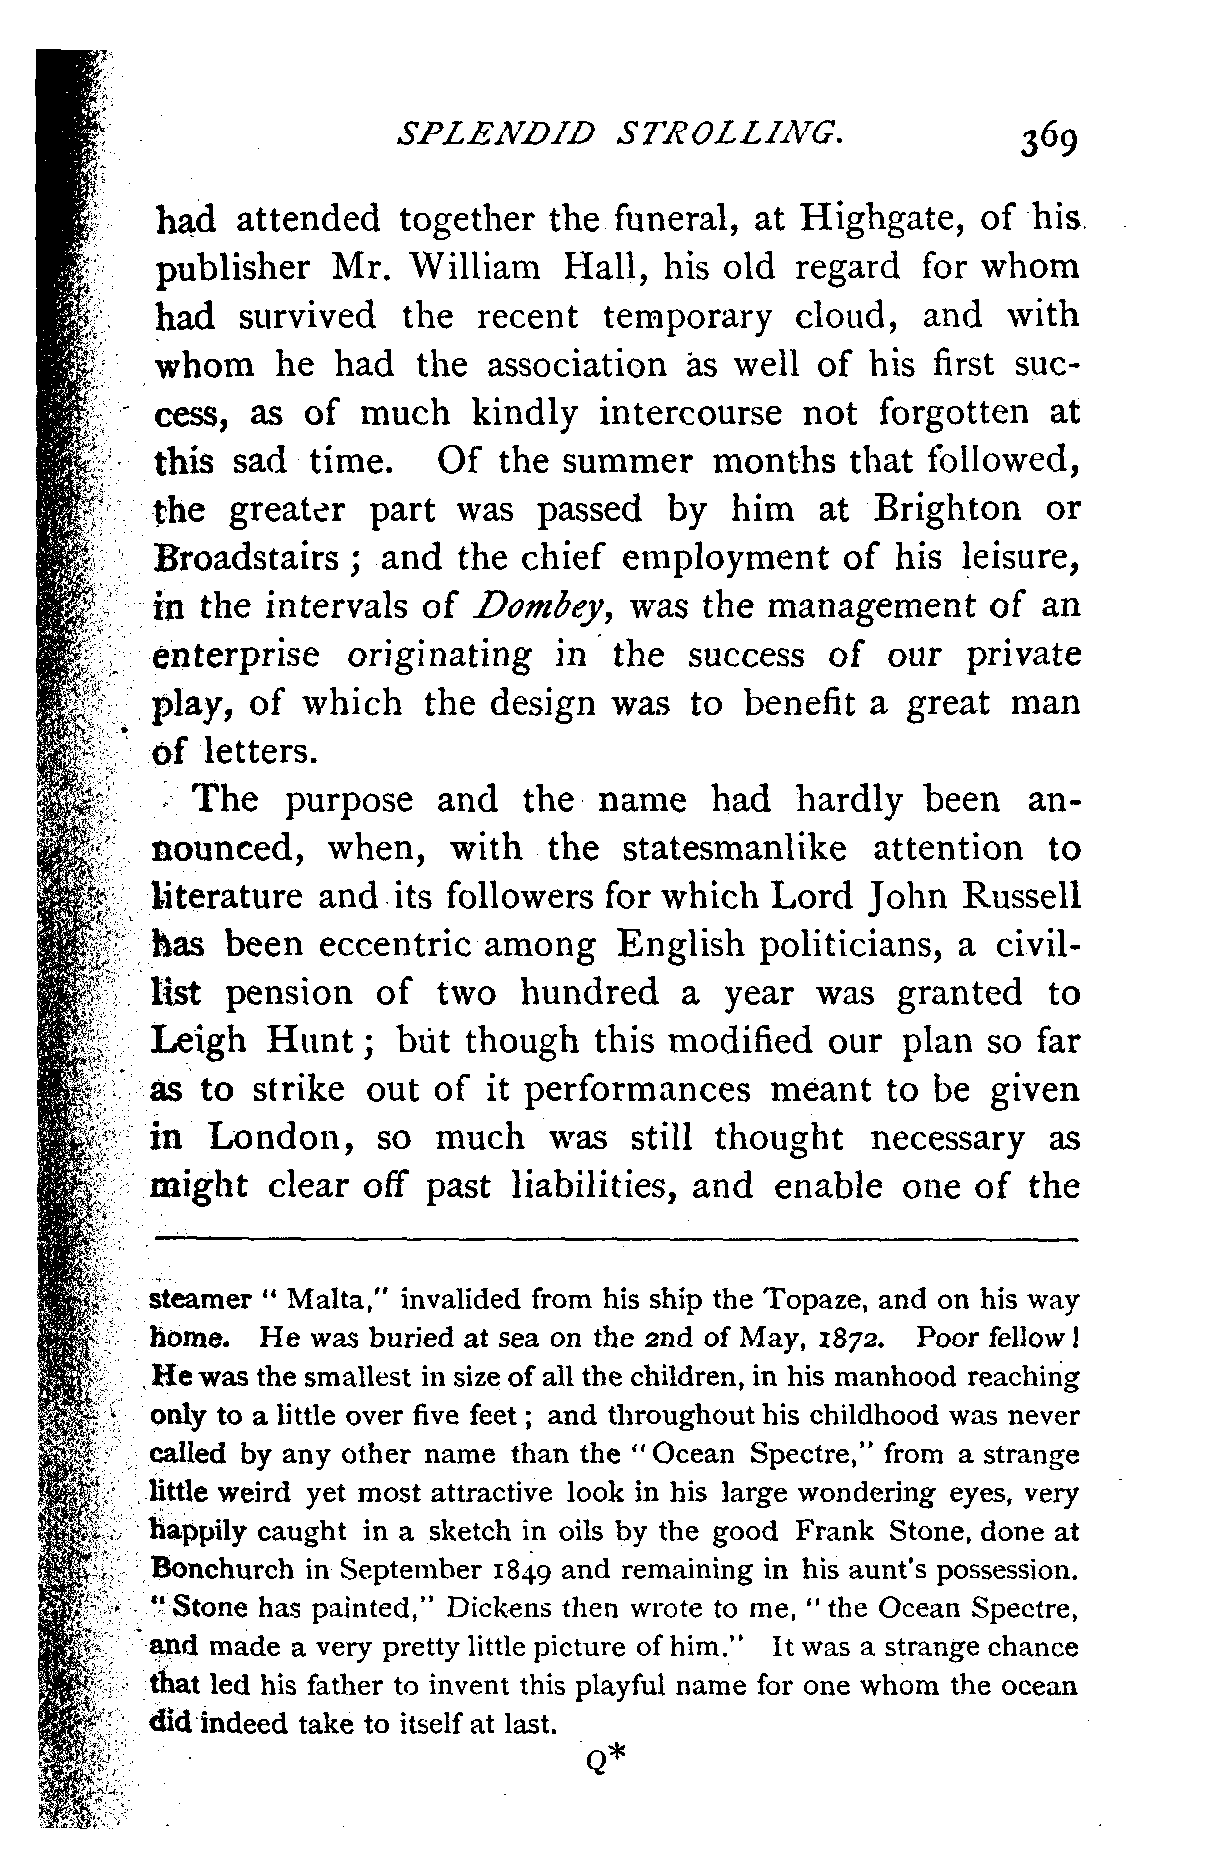 SPLENDID STROLLING. 369
had attended together the funeral, at Highgate, of his
publisher Mr. William Hall, his old regard for whom
had survived the recent temporary cloud, and with
whom he had the association as well of his first suc-
cess, as of much kindly intercourse not forgotten at
this sad time. Of the summer months that followed,
the greater part was passed by him at Brighton or
Broadstairs ; and the chief employment of his leisure,
in the intervals of Dombey, was the management of an
enterprise originating in the success of our private
play, of which the design was to benefit a great man
of letters.
The purpose and the name had hardly been an-
nounced, when, with the statesmanlike attention to
literature and its followers for which Lord John Russell
has been eccentric among English politicians, a civil-
list pension of two hundred a year was granted to
Leigh Hunt ; but though this modified our plan so far
as to strike out of it performances meant to be given
in London, so much was still thought necessary as
might clear off past liabilities, and enable one of the
steamer " Malta," invalided from his ship the Topaze, and on his way
home. He was buried at sea on the 2nd of May, 1872. Poor fellow !
He was the smallest in size of all the children, in his manhood reaching
only to a little over five feet ; and throughout his childhood was never
called by any other name than the " Ocean Spectre," from a strange
little weird yet most attractive look in his large wondering eyes, very
happily caught in a sketch in oils by the good Frank Stone, done at
Bonchurch in September 1849 and remaining in his aunt's possession.
" Stone has painted," Dickens then wrote to me, " the Ocean Spectre,
and made a very pretty little picture of him." It was a strange chance
that led his father to invent this playful name for one whom the ocean
did indeed take to itself at last.
Q*